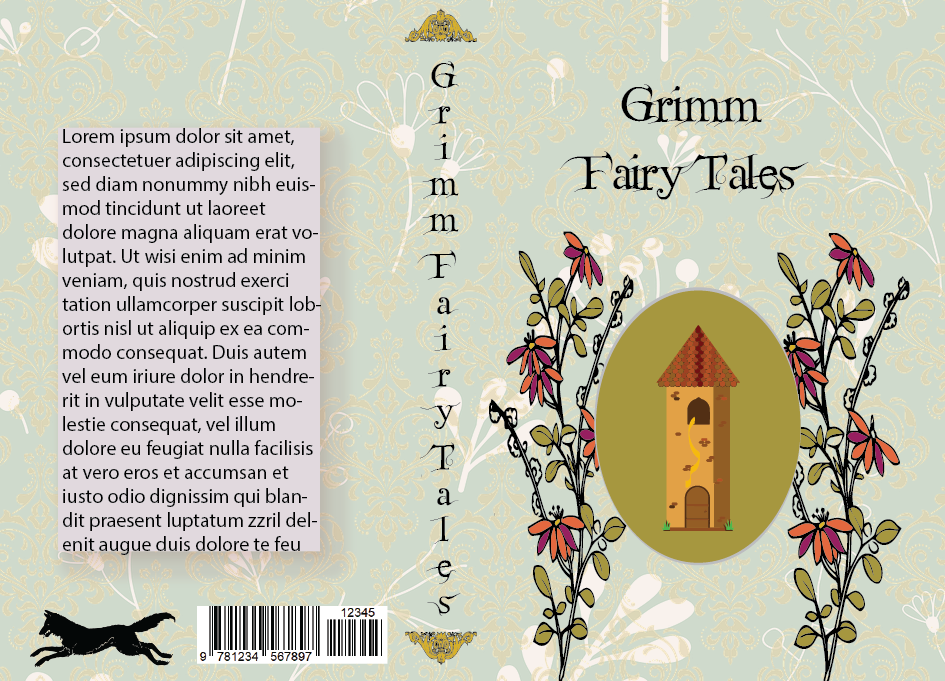 Lorem ipsum dolor sit amet,
consectetuer adipiscing elit,
sed diam nonummy nibh euis-
mod tincidunt ut laoreet
dolore magna aliquam erat vo-
lutpat. Ut wisi enim ad minim
veniam, quis nostrud exerci
tation ullamcorper suscipit lob-
ortis nisl ut aliquip ex ea com-
modo consequat. Duis autem
vel eum iriure dolor in hendre-
rit in vulputate velit esse mo-
lestie consequat, vel illum
dolore eu feugiat nulla facilisis
at vero eros et accumsan et
iusto odio dignissim qui blan-
dit praesent luptatum zzril del-
enit augue duis dolore te feu
12345
9 781234 567897
Grimm Fairy Tales
Grimm
Fairy Tales